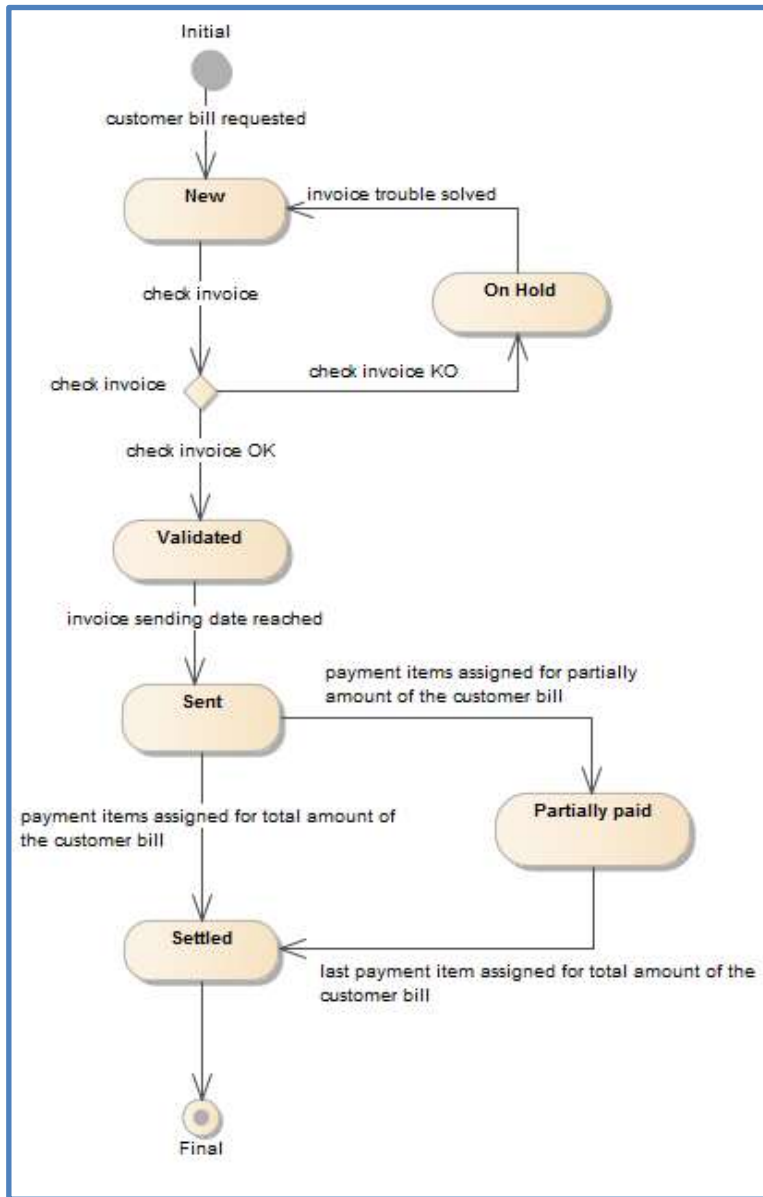 Initial
customer bill requested
New
invoice trouble solved
On Hold
check invoice
check invoice
check invoice KO
check invoice OK
Validated
invoice sending date reached
Sent
payment items assigned for partially
amount of the customer bill
Partially paid
payment items assigned for total amount of
the customer bill
Settled
last payment item assigned for total amount of the
customer bill
Final